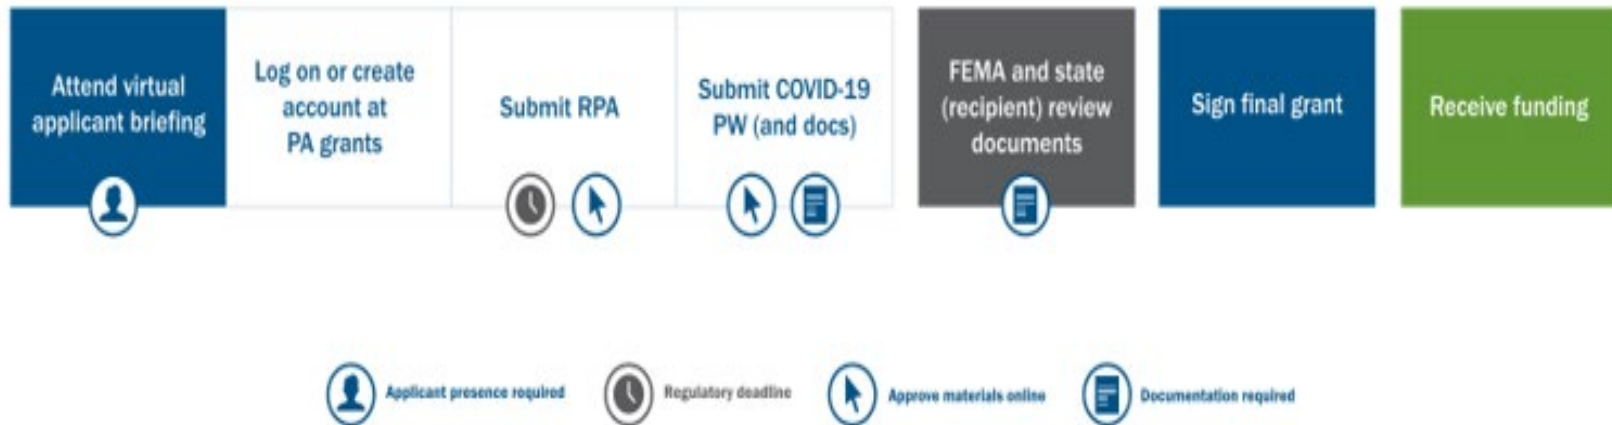 Attend virtual
applicant briefing
Log on or create
account at
PA grants
Submit RPA
Submit COVID-19
PW (and docs)
FEMA and state
(recipient) review
documents
Sign final grant
Receive funding
Applicant presence required
Regulatory deadline
Approve materials online
Documentation required